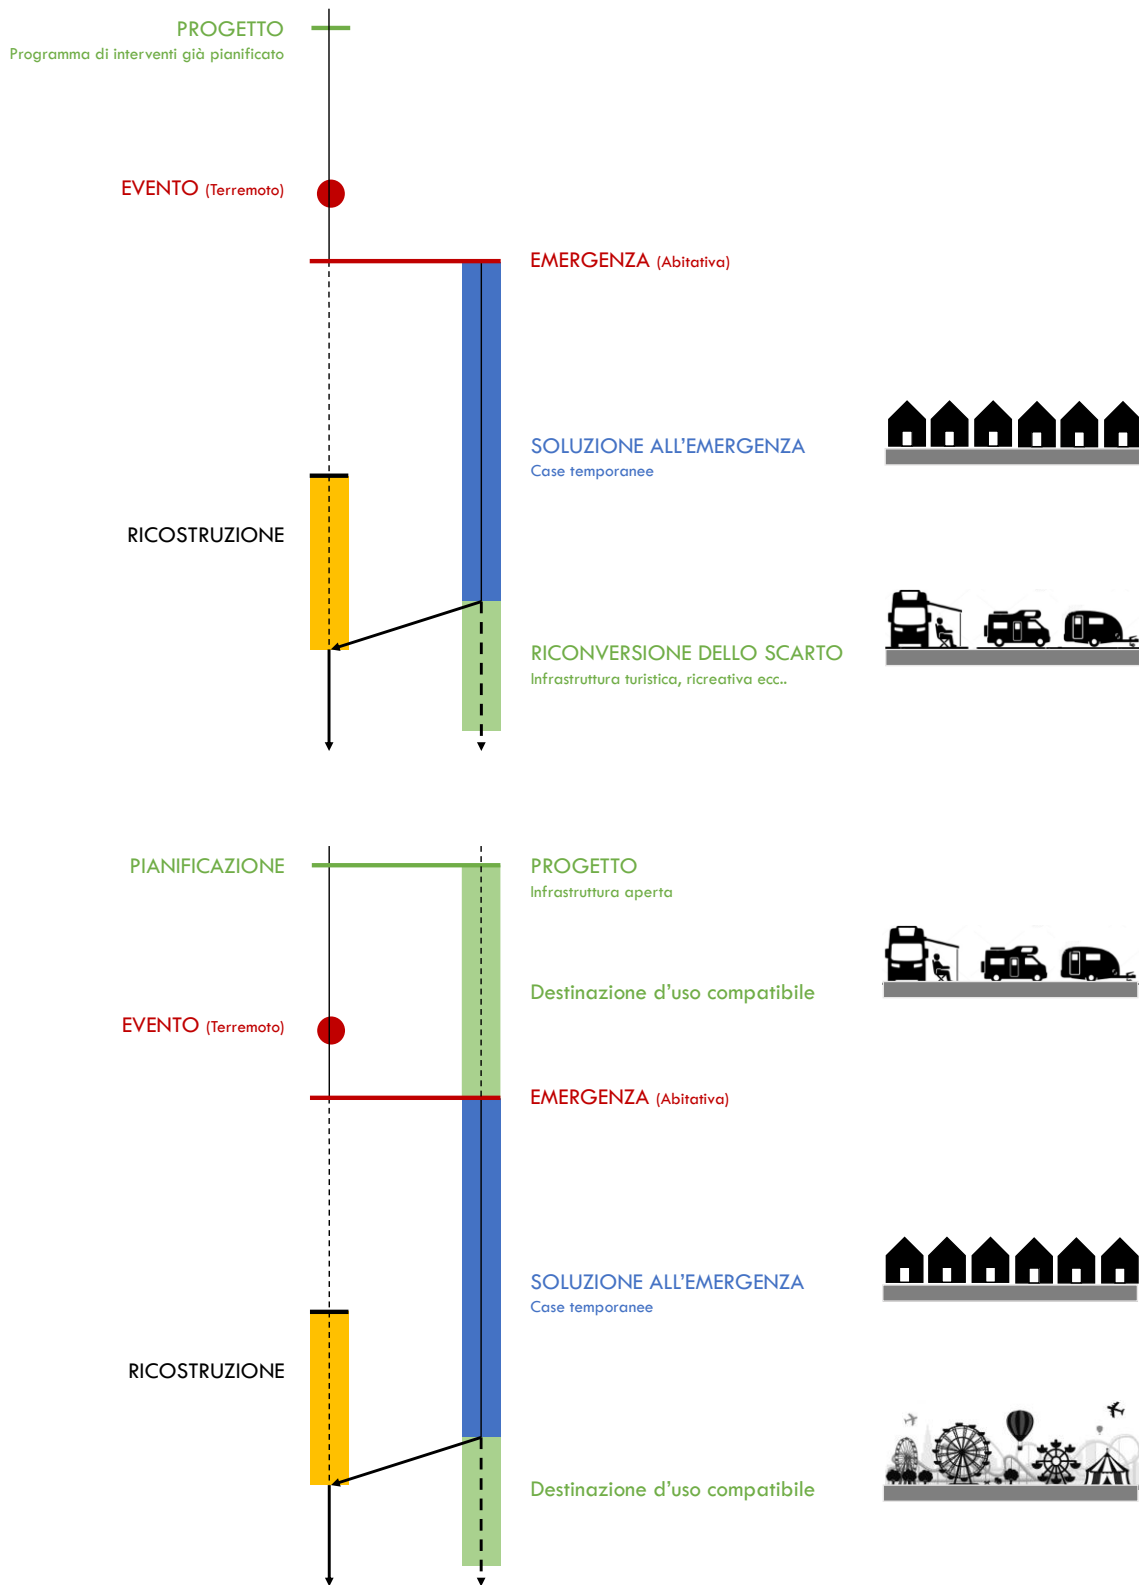 PROGETTO
Programma di interventi già pianificato
EVENTO (Terremoto)
EMERGENZA (Abitativa)
SOLUZIONE ALL'EMERGENZA
Case temporanee
RICOSTRUZIONE
RICONVERSIONE DELLO SCARTO
Infrastruttura turistica, ricreativa ecc..
PIANIFICAZIONE
PROGETTO
Infrastruttura aperta
Destinazione d'uso compatibile
EVENTO (Terremoto)
EMERGENZA (Abitativa)
SOLUZIONE ALL'EMERGENZA
Case temporanee
RICOSTRUZIONE
Destinazione d'uso compatibile